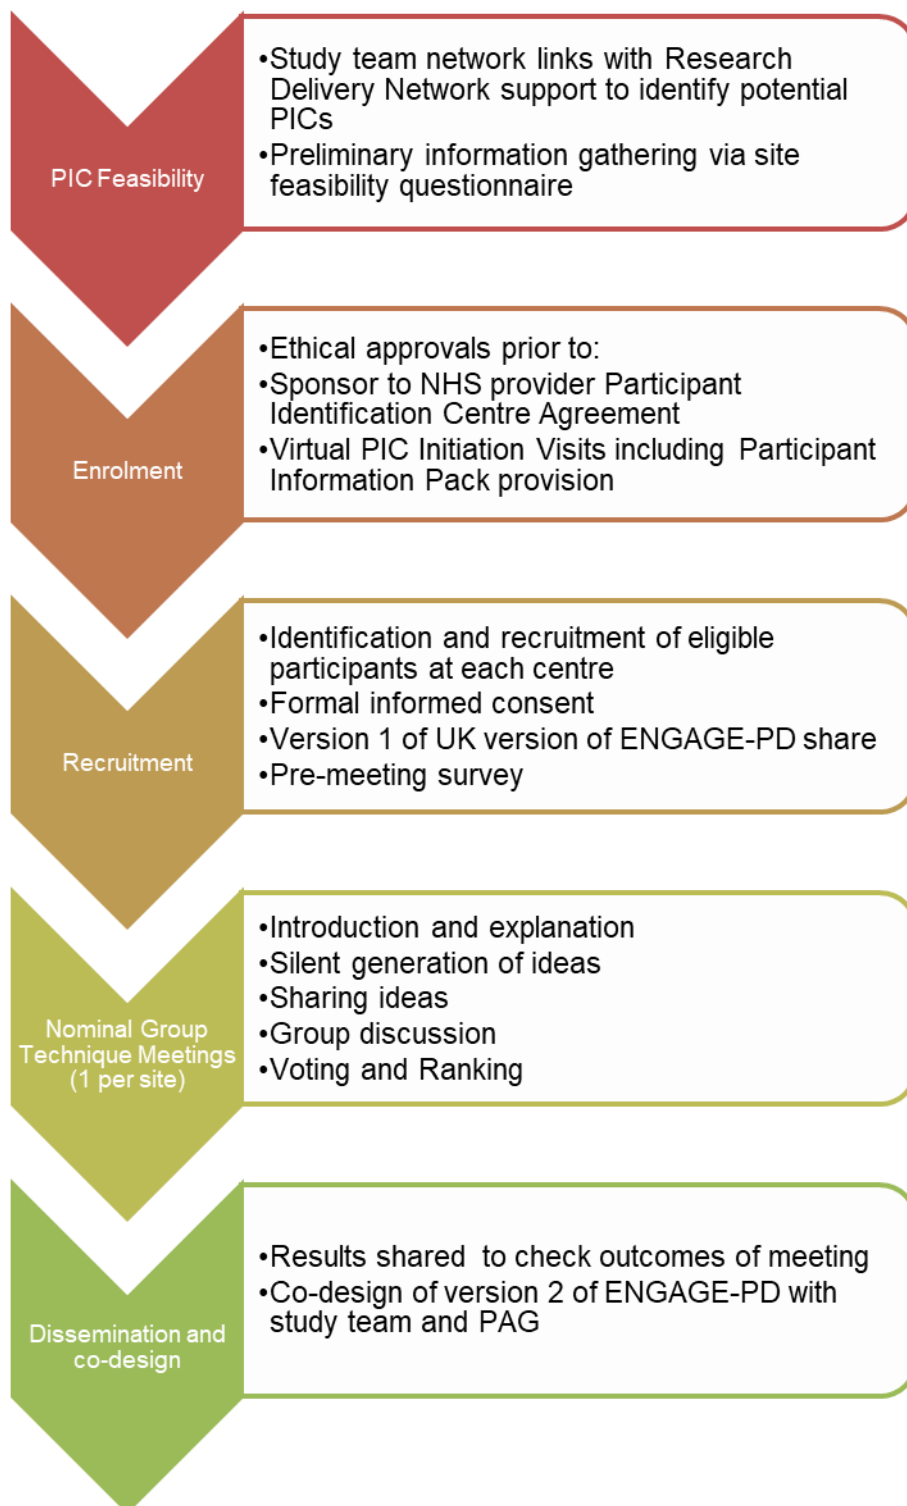 PIC Feasibility
•Study team network links with Research
Delivery Network support to identify potential
PICs
•Preliminary information gathering via site
feasibility questionnaire
Enrolment
•Ethical approvals prior to:
•Sponsor to NHS provider Participant
Identification Centre Agreement
•Virtual PIC Initiation Visits including Participant
Information Pack provision
Recruitment
•Identification and recruitment of eligible
participants at each centre
•Formal informed consent
•Version 1 of UK version of ENGAGE-PD share
•Pre-meeting survey
Nominal Group
Technique Meetings
(1 per site)
•Introduction and explanation
•Silent generation of ideas
•Sharing ideas
•Group discussion
•Voting and Ranking
Dissemination and
co-design
•Results shared to check outcomes of meeting
•Co-design of version 2 of ENGAGE-PD with
study team and PAG